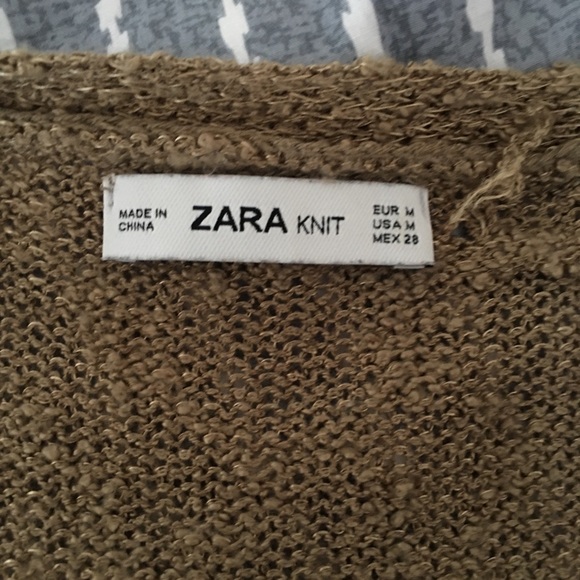 MADE IN
CHINA
ZARA KNIT
EUR M
USA M
MEX 28